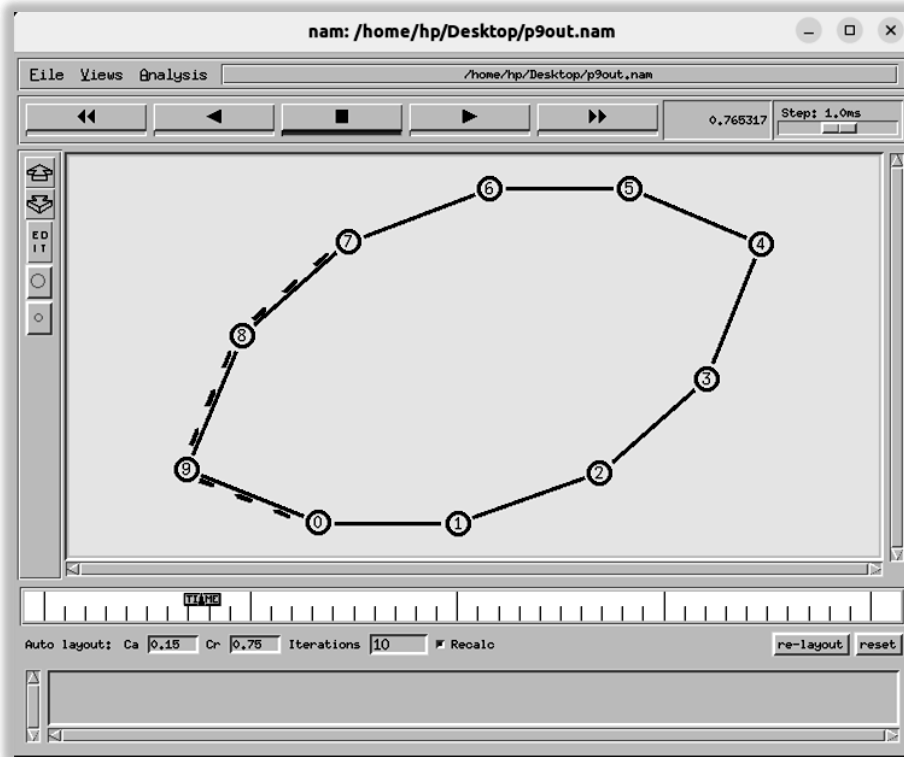 nam: /home/hp/Desktop/p9out.nam
File Views Analysis /home/hp/Desktop/p9out.nam
0.765317 Step: 1.0ms
ED
IT
6 5
7 4
8
3
9 2
0 1
TIME
Auto layout: Ca 0.15 Cr 0.75 Iterations 10 Recalc re-layout reset